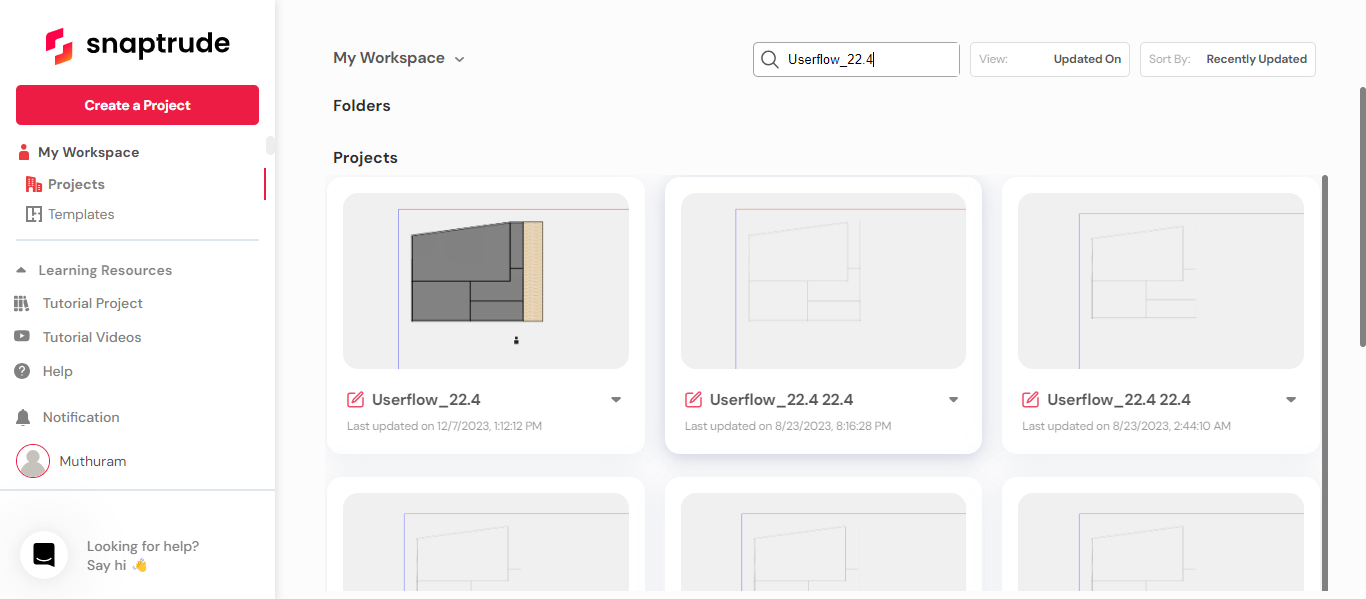 snaptrude
Create a Project
My Workspace
Projects
Templates
Learning Resources
Tutorial Project
Tutorial Videos
Help
Notification
Muthuram
Looking for help?
Say hi 👋
My Workspace
Userflow_22.4
View: Updated On
Sort By: Recently Updated
Folders
Projects
Userflow_22.4
Last updated on 12/7/2023, 1:12:12 PM
Userflow_22.4 22.4
Last updated on 8/23/2023, 8:16:28 PM
Userflow_22.4 22.4
Last updated on 8/23/2023, 2:44:10 AM